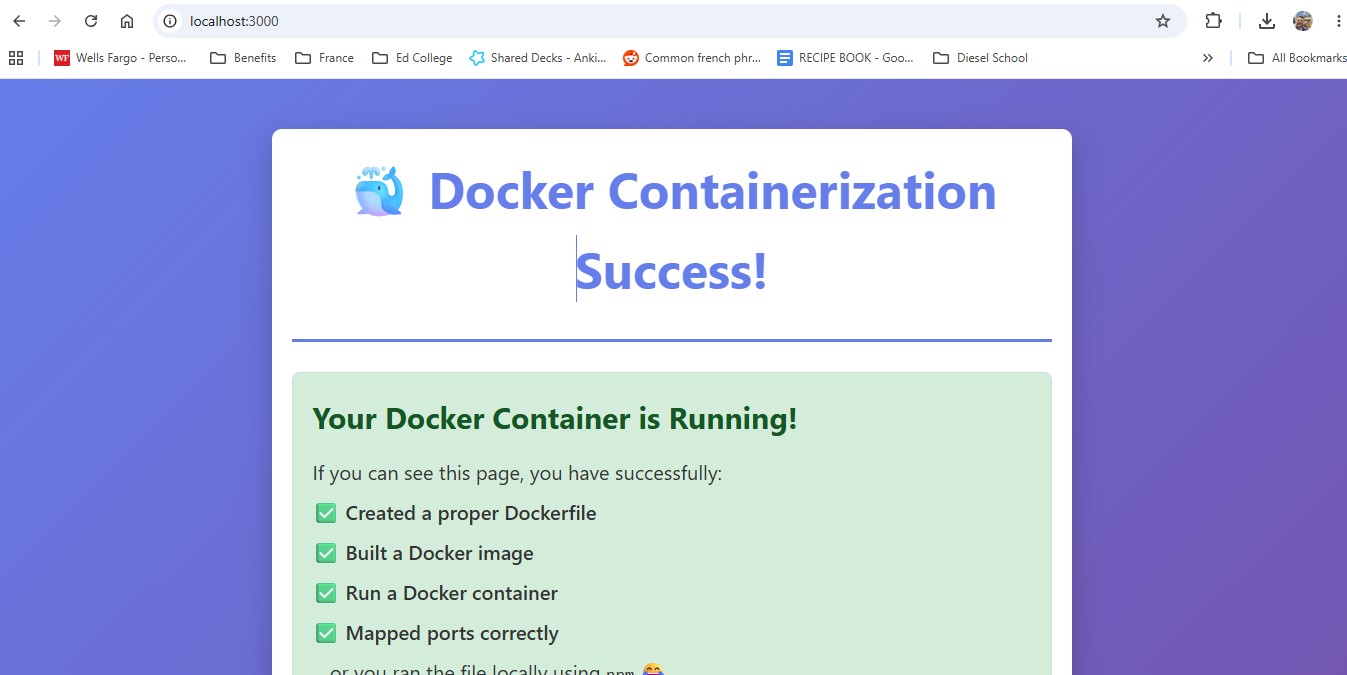 localhost:3000
WF Wells Fargo - Perso... Benefits France Ed College Shared Decks - Anki... Common french phr... RECIPE BOOK - Goo... Diesel School » All Bookmarks
🐳 Docker Containerization
Success!
Your Docker Container is Running!
If you can see this page, you have successfully:
✅ Created a proper Dockerfile
✅ Built a Docker image
✅ Run a Docker container
✅ Mapped ports correctly
...or you ran the file locally using npm 😂